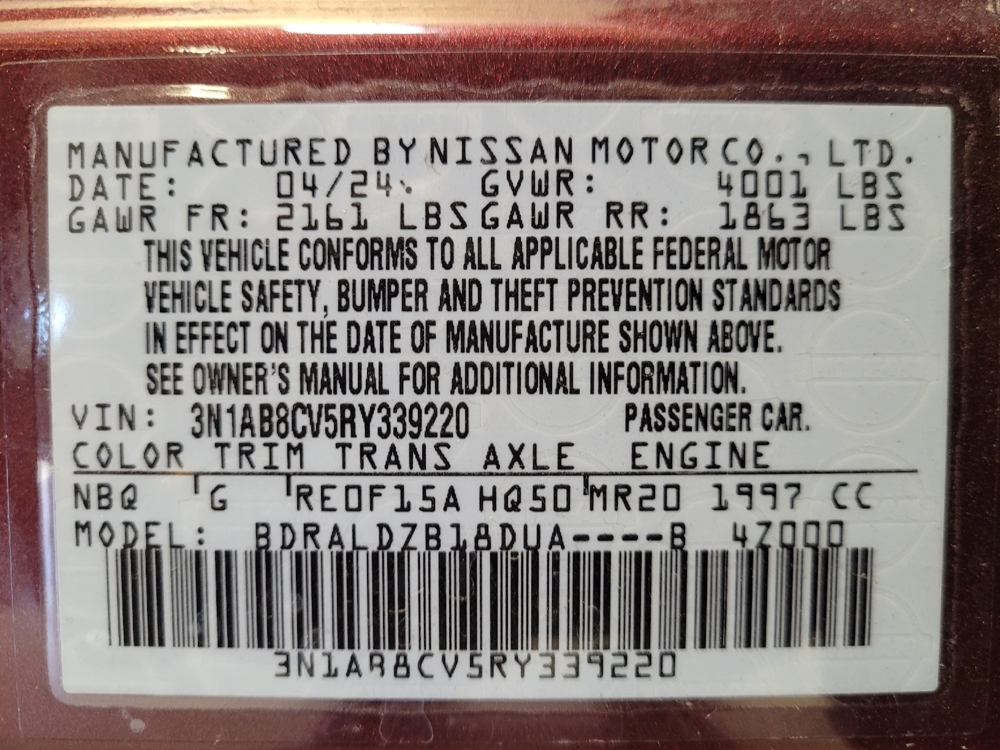 MANUFACTURED BY NISSAN MOTOR CO., LTD.
DATE: 04/24 GVWR: 4001 LBS
GAWR FR: 2161 LBS GAWR RR: 1863 LBS
THIS VEHICLE CONFORMS TO ALL APPLICABLE FEDERAL MOTOR
VEHICLE SAFETY, BUMPER AND THEFT PREVENTION STANDARDS
IN EFFECT ON THE DATE OF MANUFACTURE SHOWN ABOVE.
SEE OWNER'S MANUAL FOR ADDITIONAL INFORMATION.
VIN: 3N1AB8CV5RY339220 PASSENGER CAR.
COLOR TRIM TRANS AXLE ENGINE
NBQ G RE0F15A HQ50 MR20 1997 CC
MODEL: BDRALDZB18DUA----B 4Z000
3N1AB8CV5RY339220